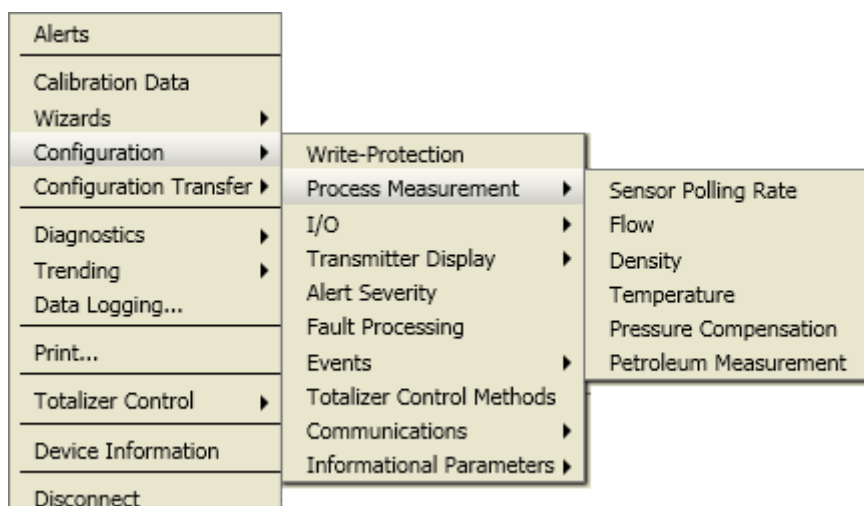 Alerts
Calibration Data
Wizards
Configuration
Configuration Transfer
Diagnostics
Trending
Data Logging...
Print...
Totalizer Control
Device Information
Disconnect
Write-Protection
Process Measurement
I/O
Transmitter Display
Alert Severity
Fault Processing
Events
Totalizer Control Methods
Communications
Informational Parameters
Sensor Polling Rate
Flow
Density
Temperature
Pressure Compensation
Petroleum Measurement